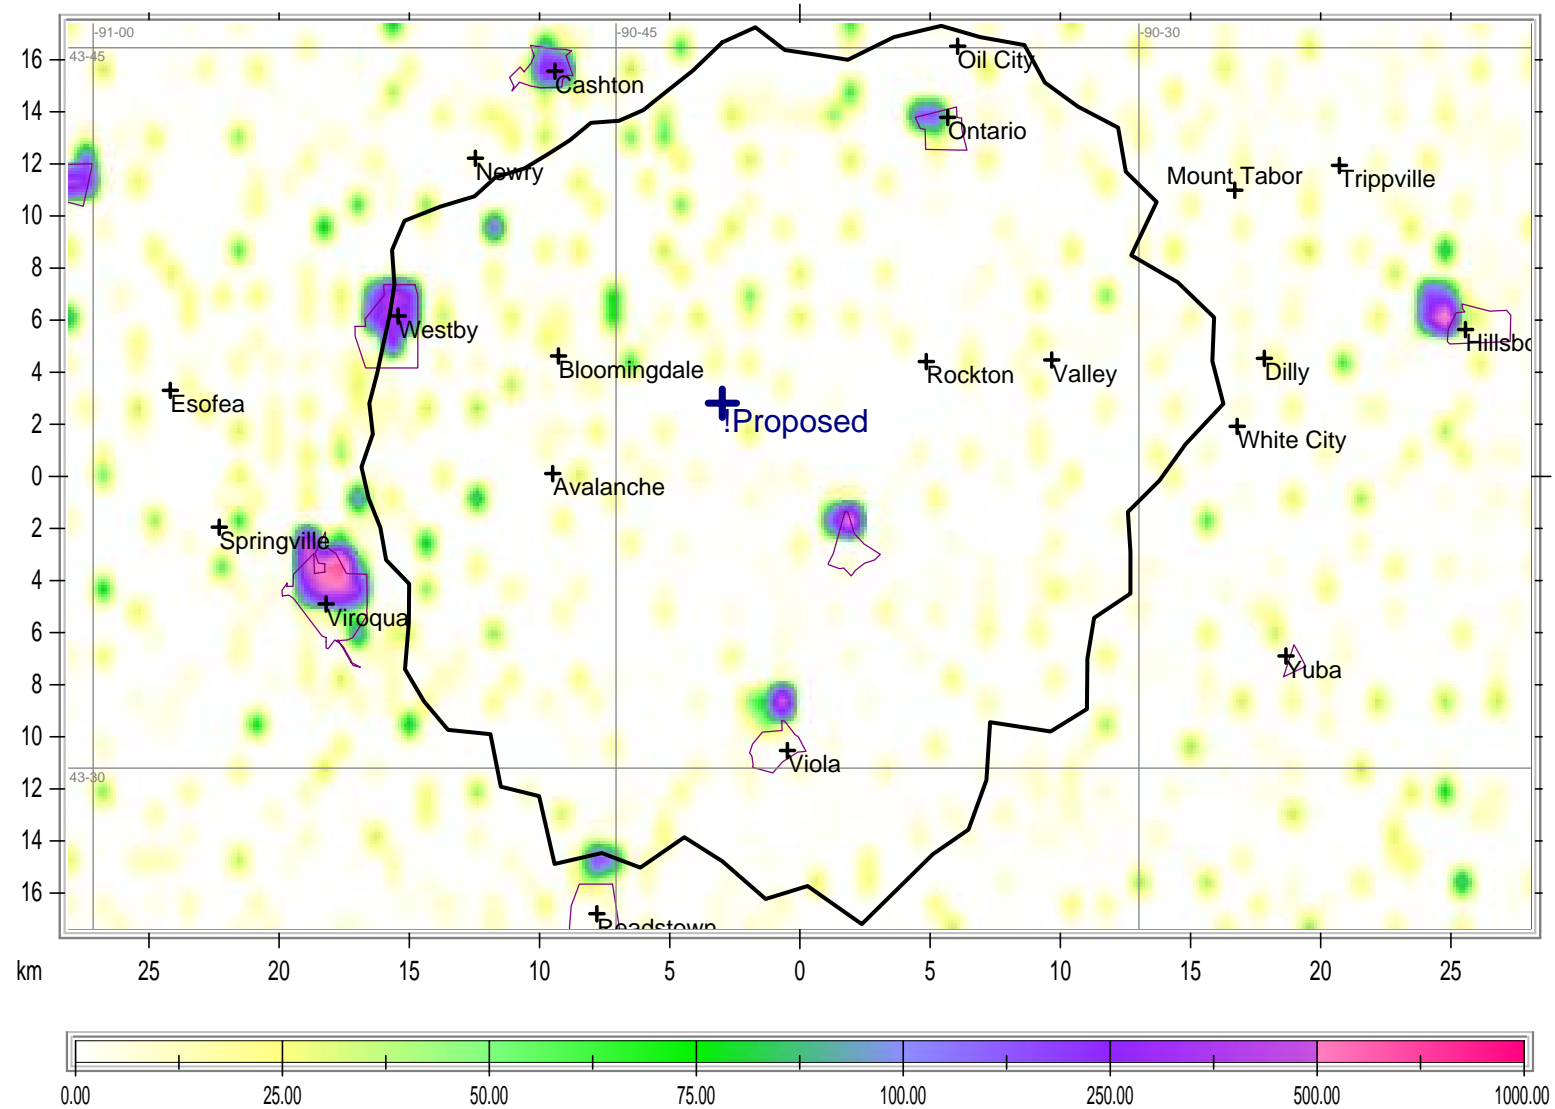 -91-00
-90-45
-90-30
43-45
16
Oil City
Cashton
14
Ontario
12
Newry
Mount Tabor
Trippville
10
8
6
Westby
Hillsbo
Bloomingdale
Rockton
Valley
Dilly
4
Esofea
!Proposed
2
White City
0
Avalanche
2
Springville
4
Viroqua
6
Yuba
8
10
Viola
43-30
12
14
16
Readstown
km
25 20 15 10 5 0 5 10 15 20 25
0.00 25.00 50.00 75.00 100.00 250.00 500.00 1000.00